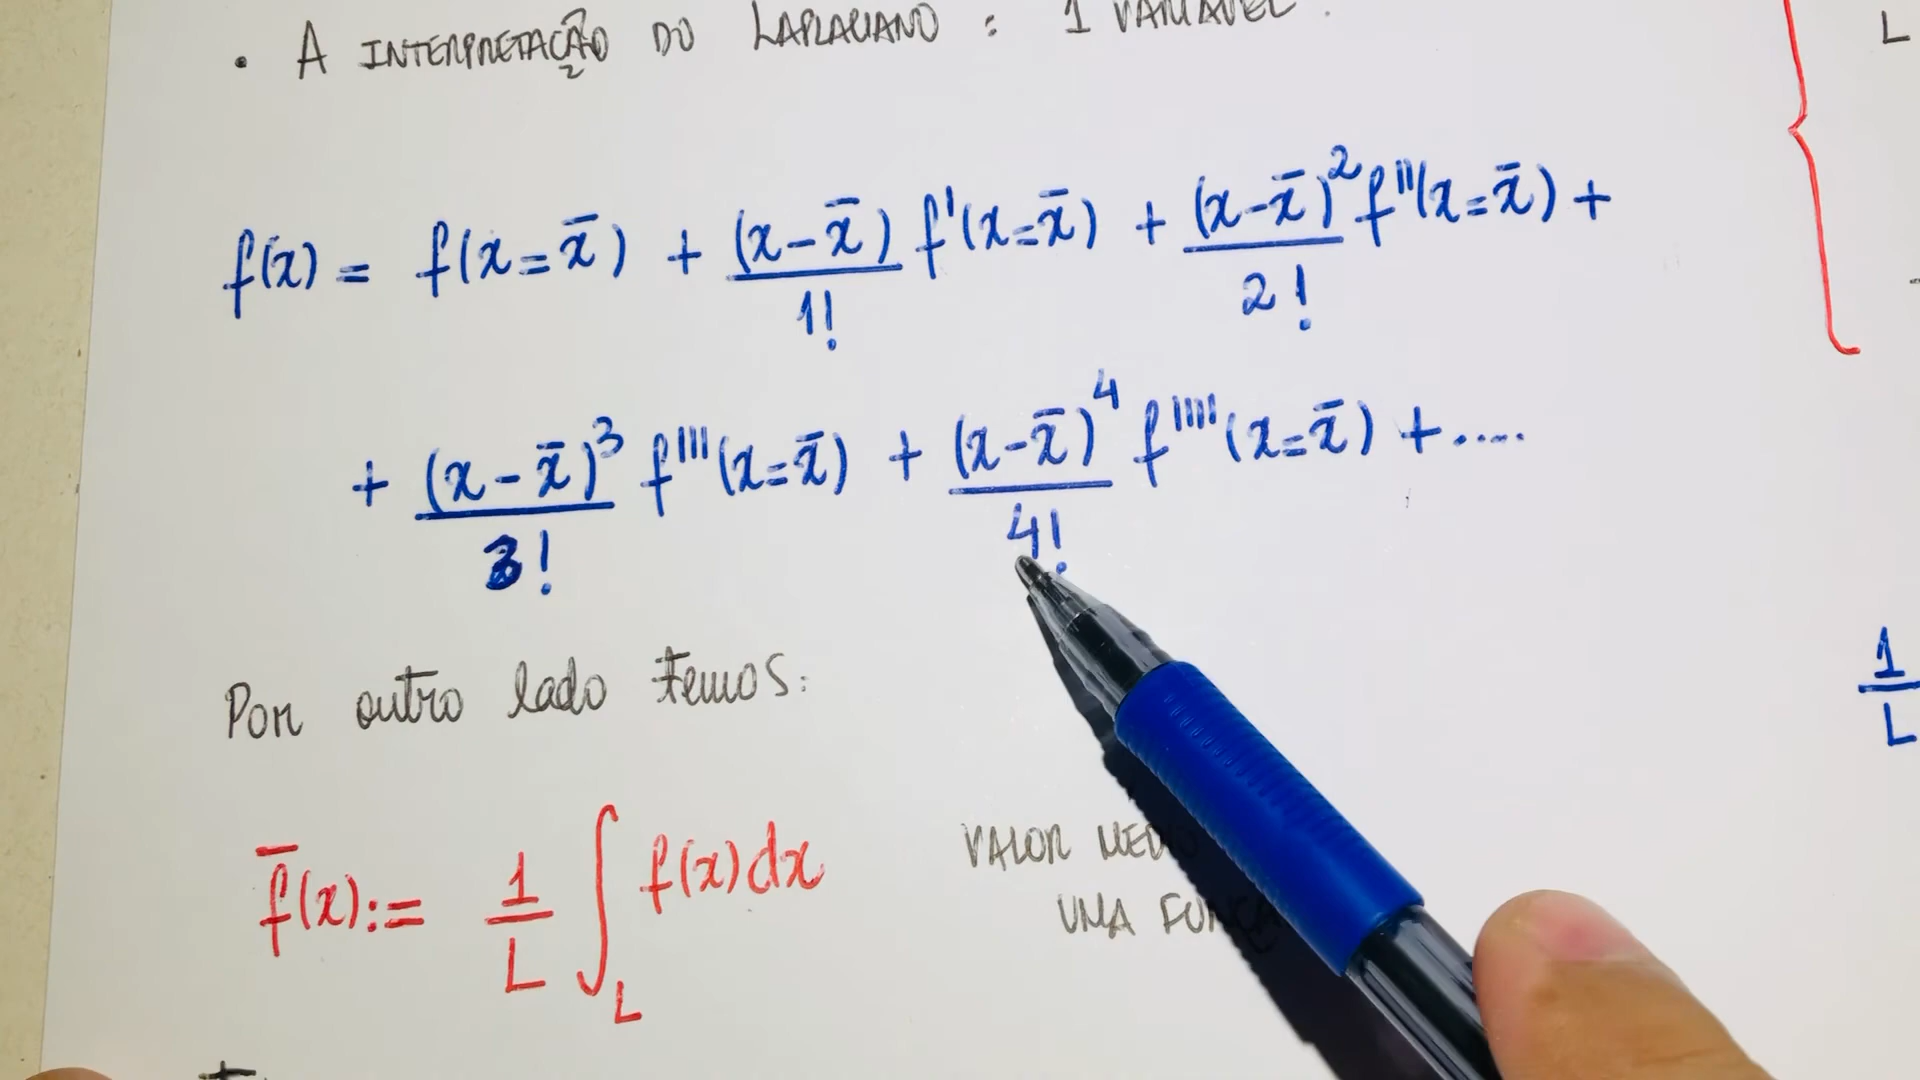 • A INTERPRETAÇÃO DO LAPLACIANO : 1 VARIÁVEL.
f(x) = f(x=x̄) + (x-x̄)/1! f'(x=x̄) + (x-x̄)²/2! f''(x=x̄) +
+ (x-x̄)³/3! f'''(x=x̄) + (x-x̄)⁴/4! f''''(x=x̄) + ....
Por outro lado temos:
f̄(x) := 1/L ∫_L f(x)dx
VALOR
UMA
L
1/L